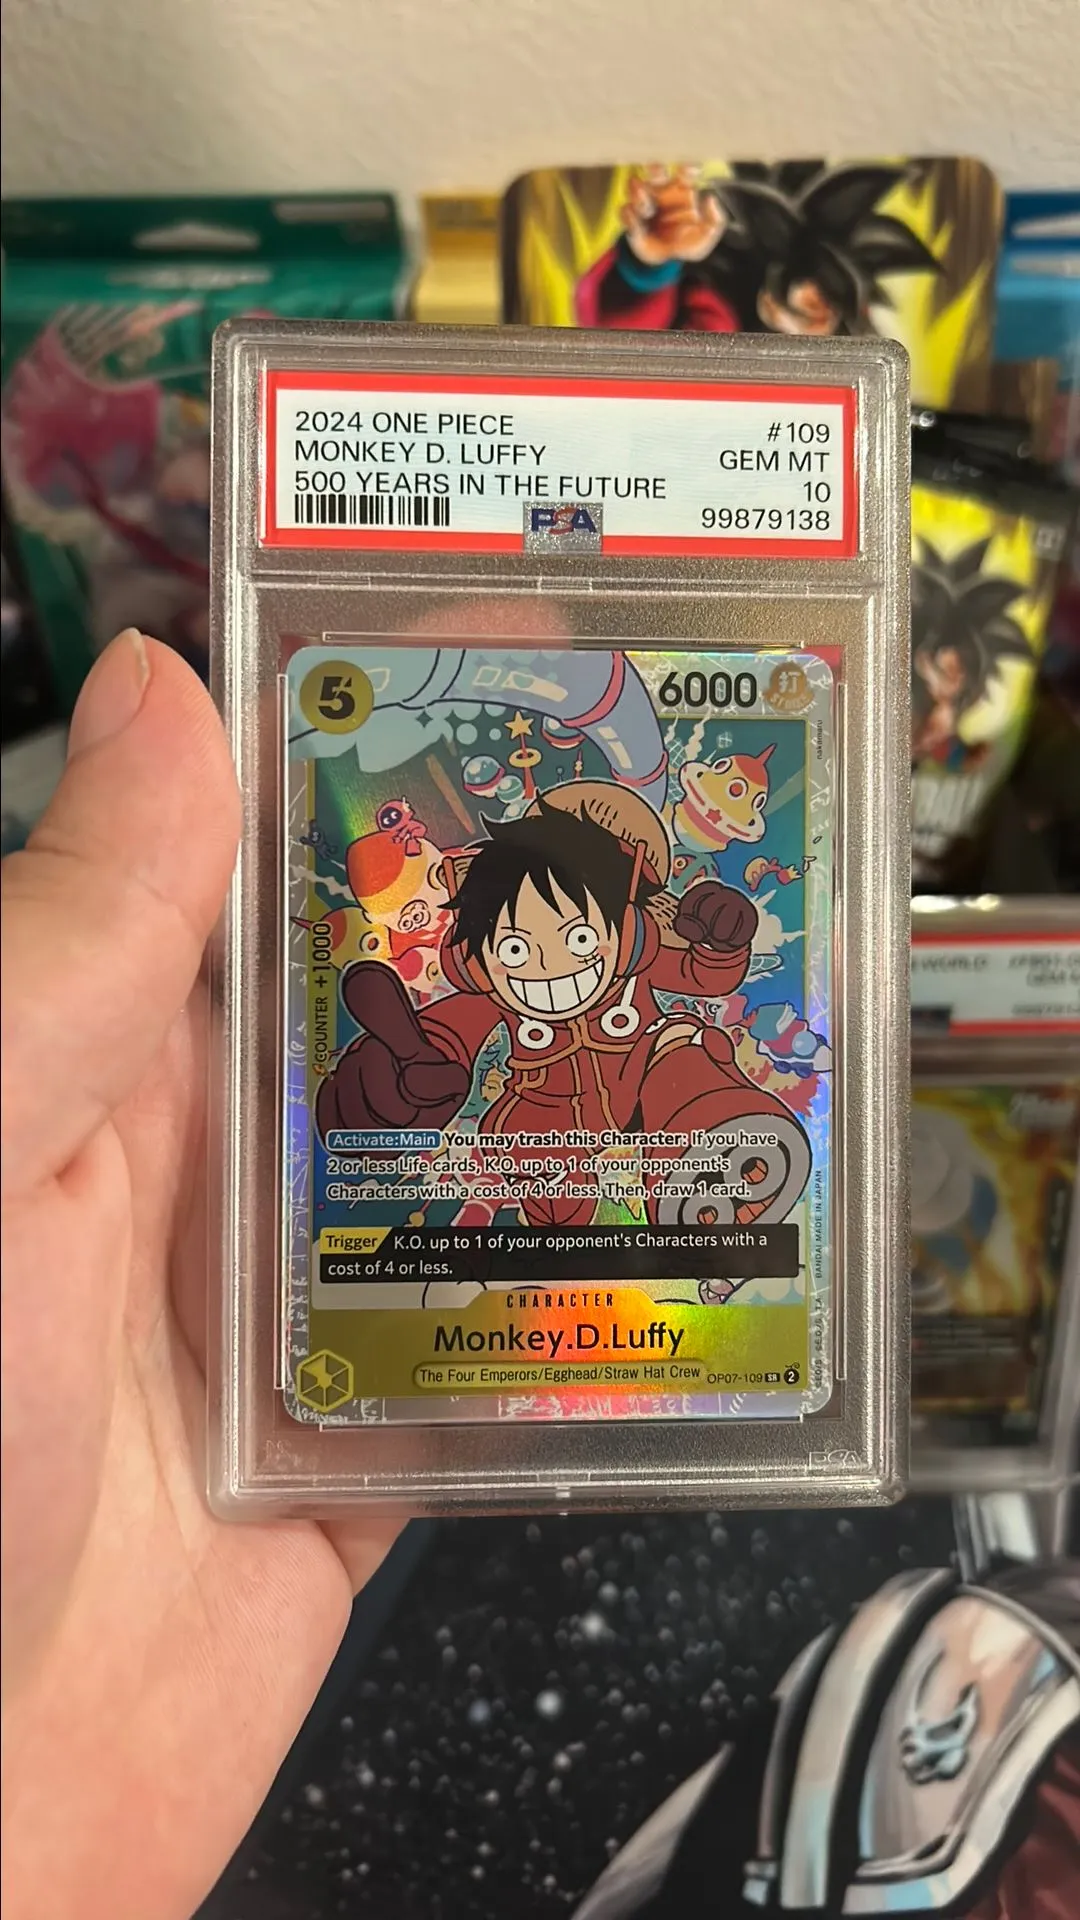 2024 ONE PIECE
#109
MONKEY D. LUFFY
GEM MT
500 YEARS IN THE FUTURE
10
PSA
99879138
5
6000
打
nakamaru
COUNTER +1000
Activate:Main You may trash this Character: If you have
2 or less Life cards, K.O. up to 1 of your opponent's
Characters with a cost of 4 or less. Then, draw 1 card.
Trigger K.O. up to 1 of your opponent's Characters with a
cost of 4 or less.
BANDAI MADE IN JAPAN
CHARACTER
Monkey.D.Luffy
The Four Emperors/Egghead/Straw Hat Crew
OP07-109 SR 2
PSA